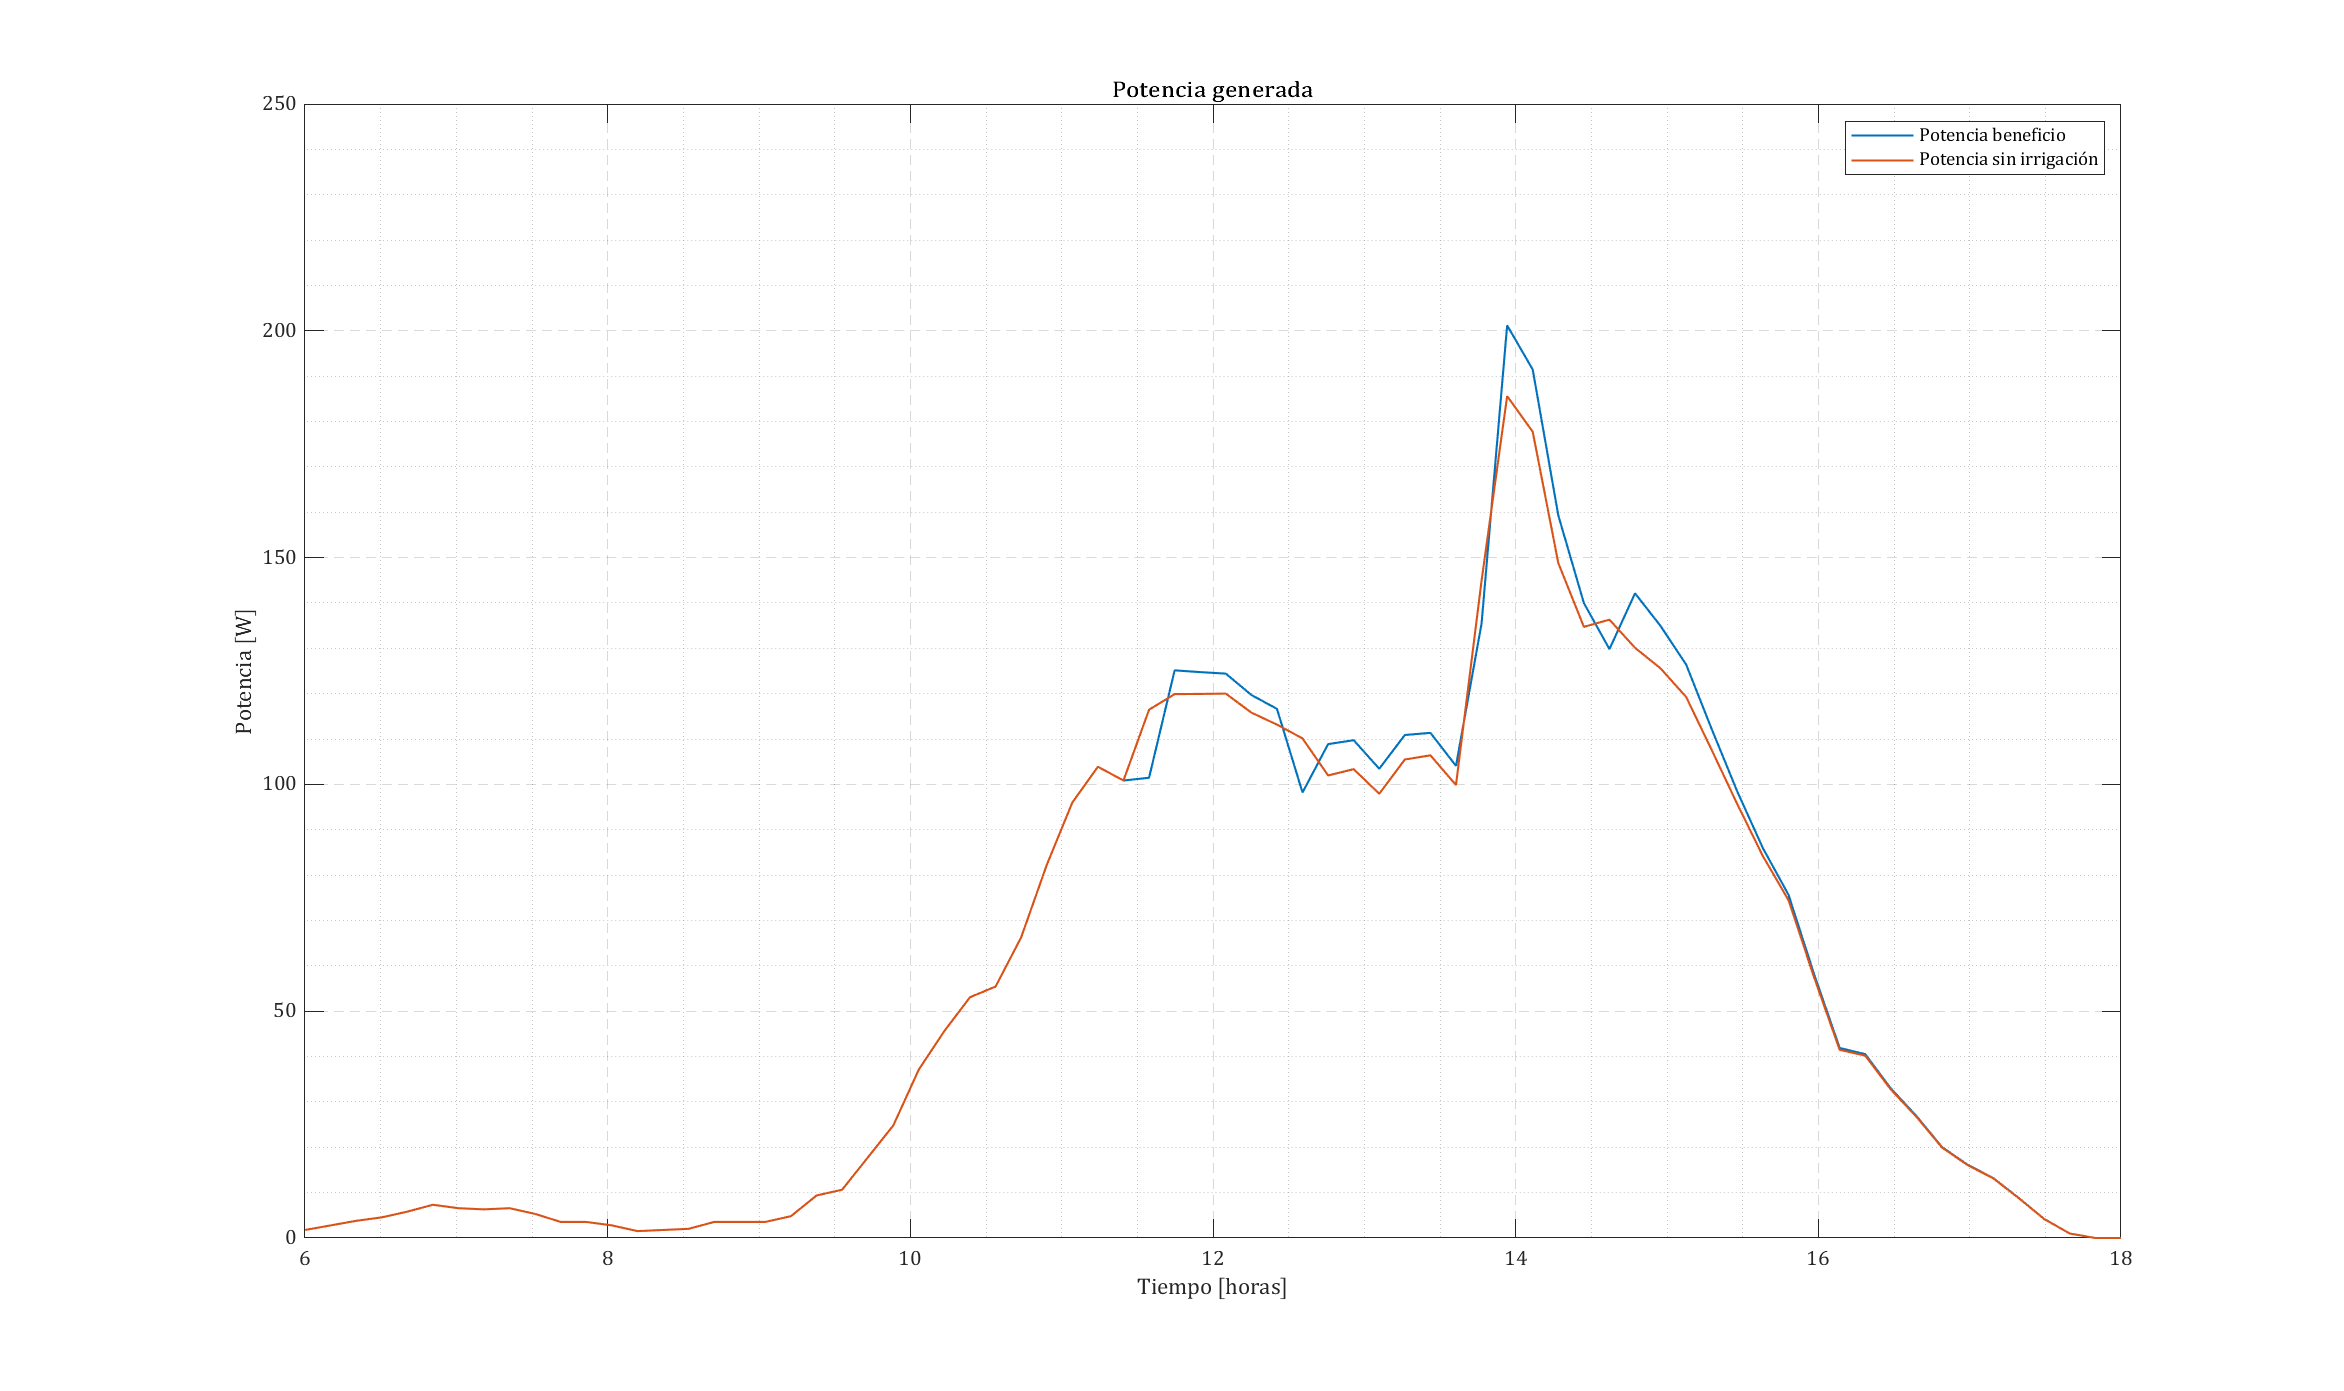 Potencia generada
250
200
150
100
50
0
Potencia [W]
Potencia beneficio
Potencia sin irrigación
6 8 10 12 14 16 18
Tiempo [horas]